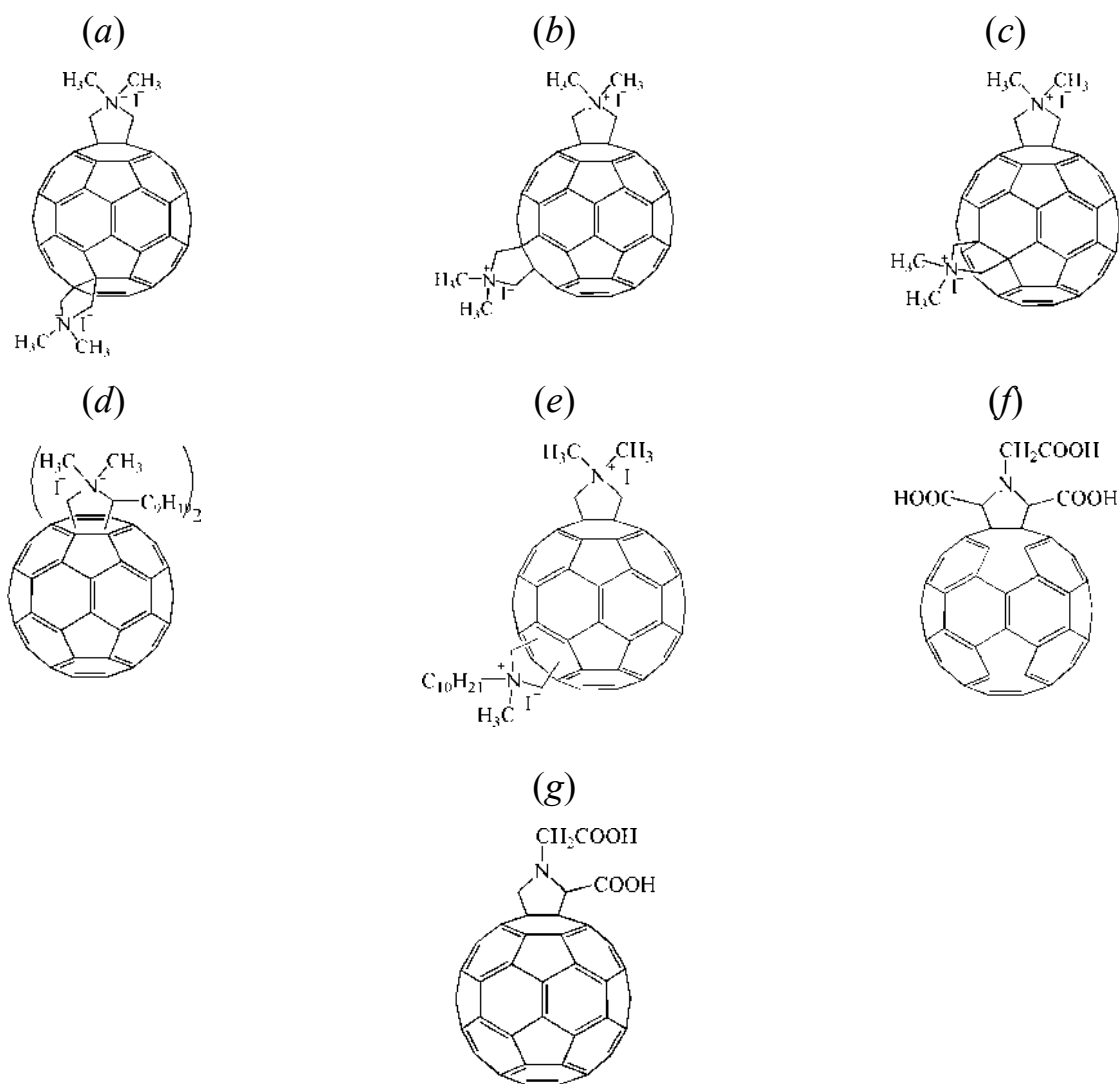 (a) (b) (c)
H₃C CH₃ H₃C CH₃ H₃C CH₃
N⁻ I⁻ N⁺ I⁻ N⁺ I⁻
H₃C N⁺ I⁻ H₃C N⁺ I⁻
N I⁻ H₃C H₃C
H₃C CH₃
(d) (e) (f)
H₃C CH₃ H₃C CH₃ CH₂COOH
I⁻ N⁻ N⁺ I N
2 HOOC COOH
C₁₀H₂₁ N⁺ I⁻
H₃C
(g)
CH₂COOH
N
COOH